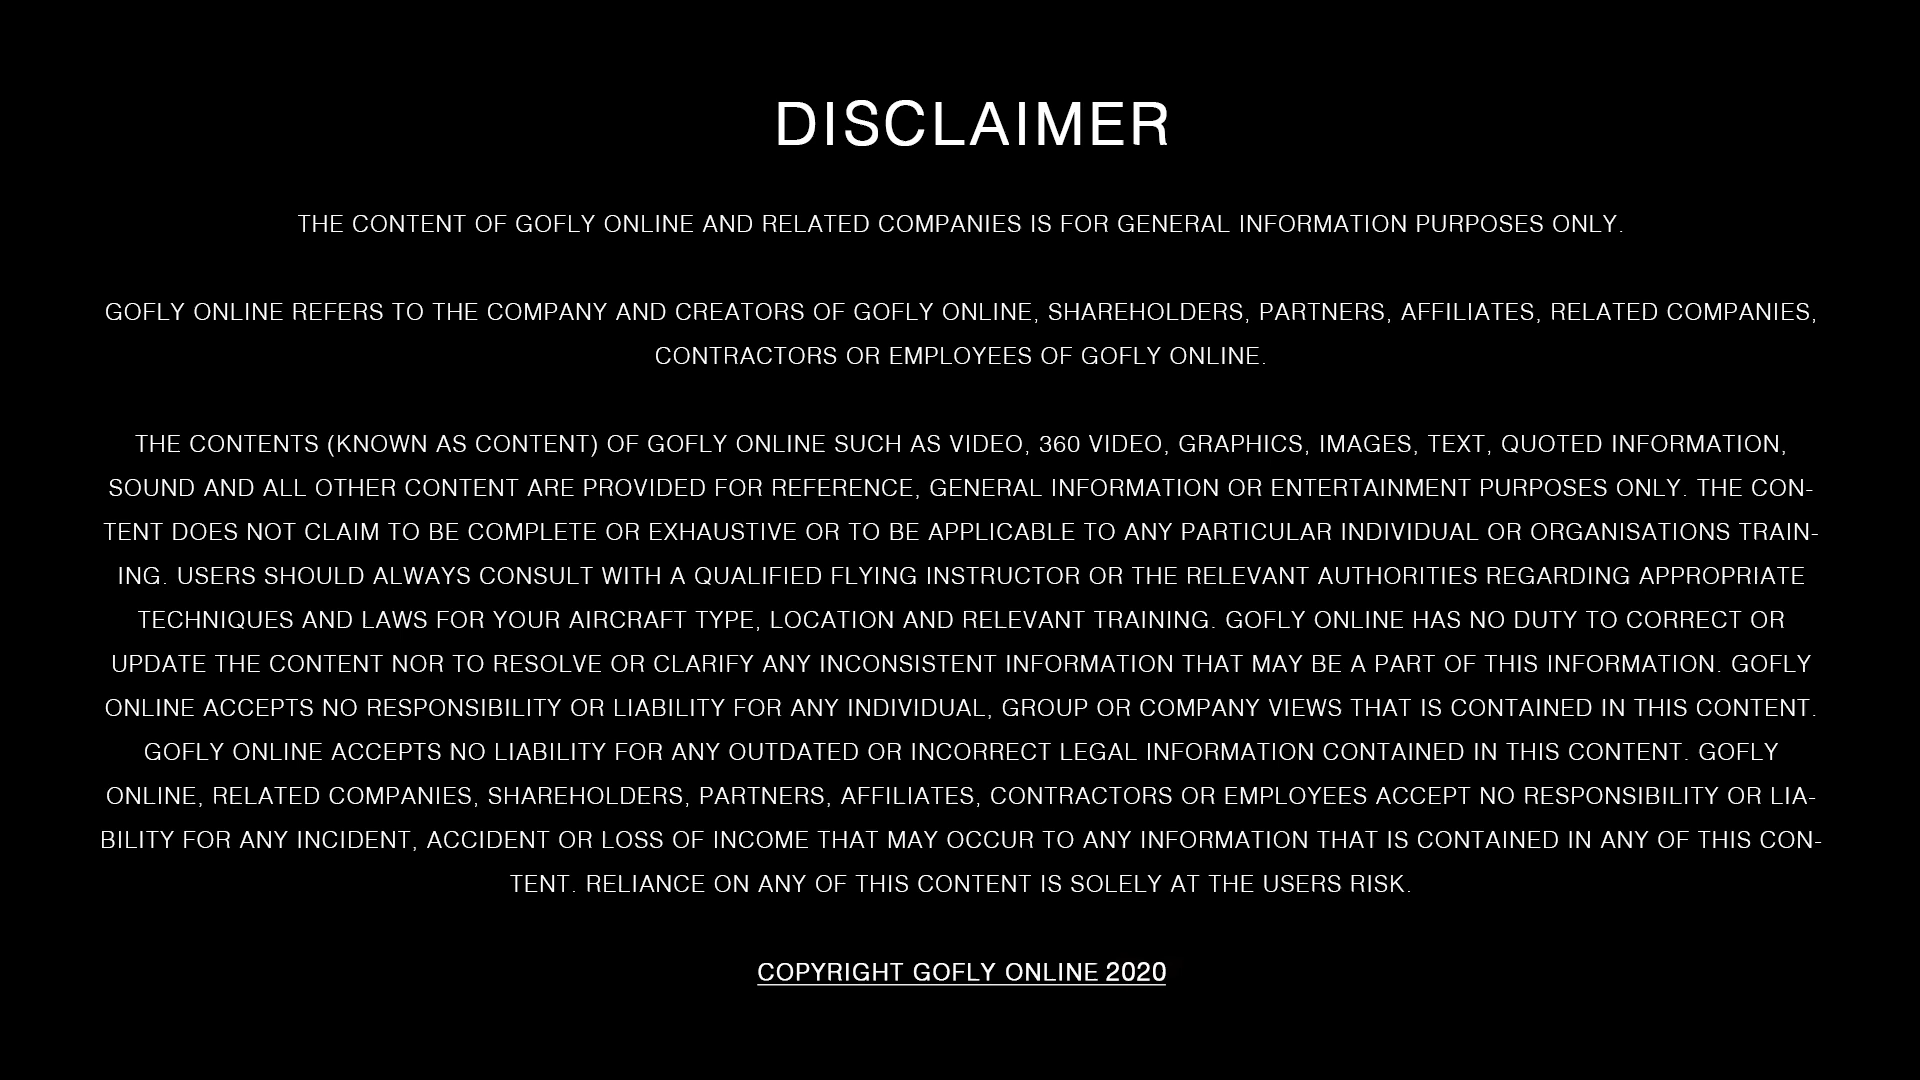 DISCLAIMER
THE CONTENT OF GOFLY ONLINE AND RELATED COMPANIES IS FOR GENERAL INFORMATION PURPOSES ONLY.
GOFLY ONLINE REFERS TO THE COMPANY AND CREATORS OF GOFLY ONLINE, SHAREHOLDERS, PARTNERS, AFFILIATES, RELATED COMPANIES,
CONTRACTORS OR EMPLOYEES OF GOFLY ONLINE.
THE CONTENTS (KNOWN AS CONTENT) OF GOFLY ONLINE SUCH AS VIDEO, 360 VIDEO, GRAPHICS, IMAGES, TEXT, QUOTED INFORMATION,
SOUND AND ALL OTHER CONTENT ARE PROVIDED FOR REFERENCE, GENERAL INFORMATION OR ENTERTAINMENT PURPOSES ONLY. THE CON-
TENT DOES NOT CLAIM TO BE COMPLETE OR EXHAUSTIVE OR TO BE APPLICABLE TO ANY PARTICULAR INDIVIDUAL OR ORGANISATIONS TRAIN-
ING. USERS SHOULD ALWAYS CONSULT WITH A QUALIFIED FLYING INSTRUCTOR OR THE RELEVANT AUTHORITIES REGARDING APPROPRIATE
TECHNIQUES AND LAWS FOR YOUR AIRCRAFT TYPE, LOCATION AND RELEVANT TRAINING. GOFLY ONLINE HAS NO DUTY TO CORRECT OR
UPDATE THE CONTENT NOR TO RESOLVE OR CLARIFY ANY INCONSISTENT INFORMATION THAT MAY BE A PART OF THIS INFORMATION. GOFLY
ONLINE ACCEPTS NO RESPONSIBILITY OR LIABILITY FOR ANY INDIVIDUAL, GROUP OR COMPANY VIEWS THAT IS CONTAINED IN THIS CONTENT.
GOFLY ONLINE ACCEPTS NO LIABILITY FOR ANY OUTDATED OR INCORRECT LEGAL INFORMATION CONTAINED IN THIS CONTENT. GOFLY
ONLINE, RELATED COMPANIES, SHAREHOLDERS, PARTNERS, AFFILIATES, CONTRACTORS OR EMPLOYEES ACCEPT NO RESPONSIBILITY OR LIA-
BILITY FOR ANY INCIDENT, ACCIDENT OR LOSS OF INCOME THAT MAY OCCUR TO ANY INFORMATION THAT IS CONTAINED IN ANY OF THIS CON-
TENT. RELIANCE ON ANY OF THIS CONTENT IS SOLELY AT THE USERS RISK.
COPYRIGHT GOFLY ONLINE 2020